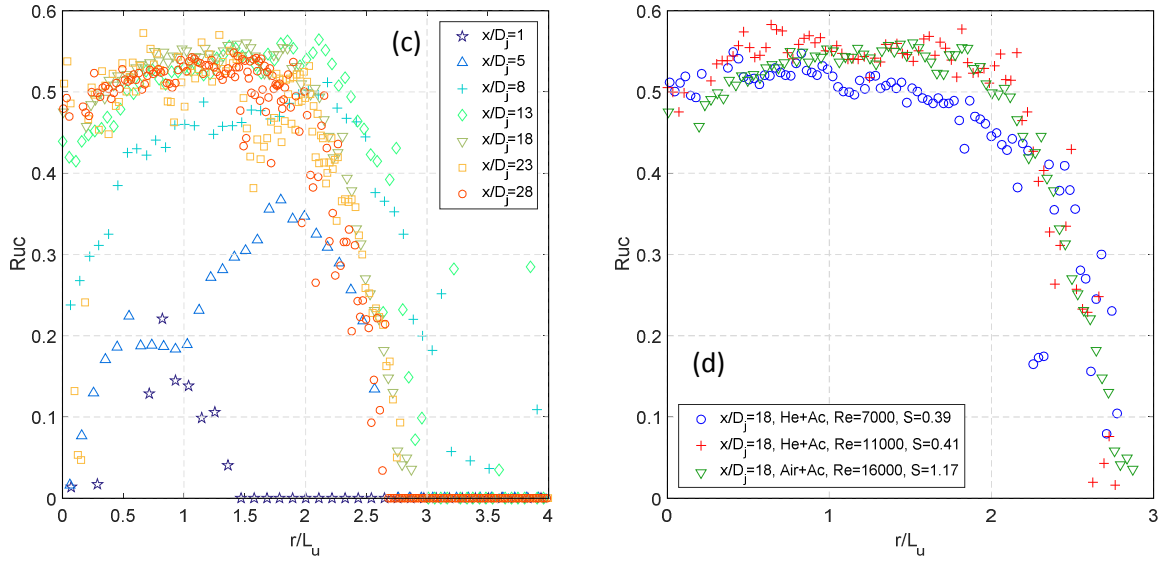 (c)
x/Dj=1
x/Dj=5
x/Dj=8
x/Dj=13
x/Dj=18
x/Dj=23
x/Dj=28
Ruc
0.6
0.5
0.4
0.3
0.2
0.1
0
0 0.5 1 1.5 2 2.5 3 3.5 4
r/Lu
(d)
x/Dj=18, He+Ac, Re=7000, S=0.39
x/Dj=18, He+Ac, Re=11000, S=0.41
x/Dj=18, Air+Ac, Re=16000, S=1.17
Ruc
0.6
0.5
0.4
0.3
0.2
0.1
0
0 1 2 3
r/Lu